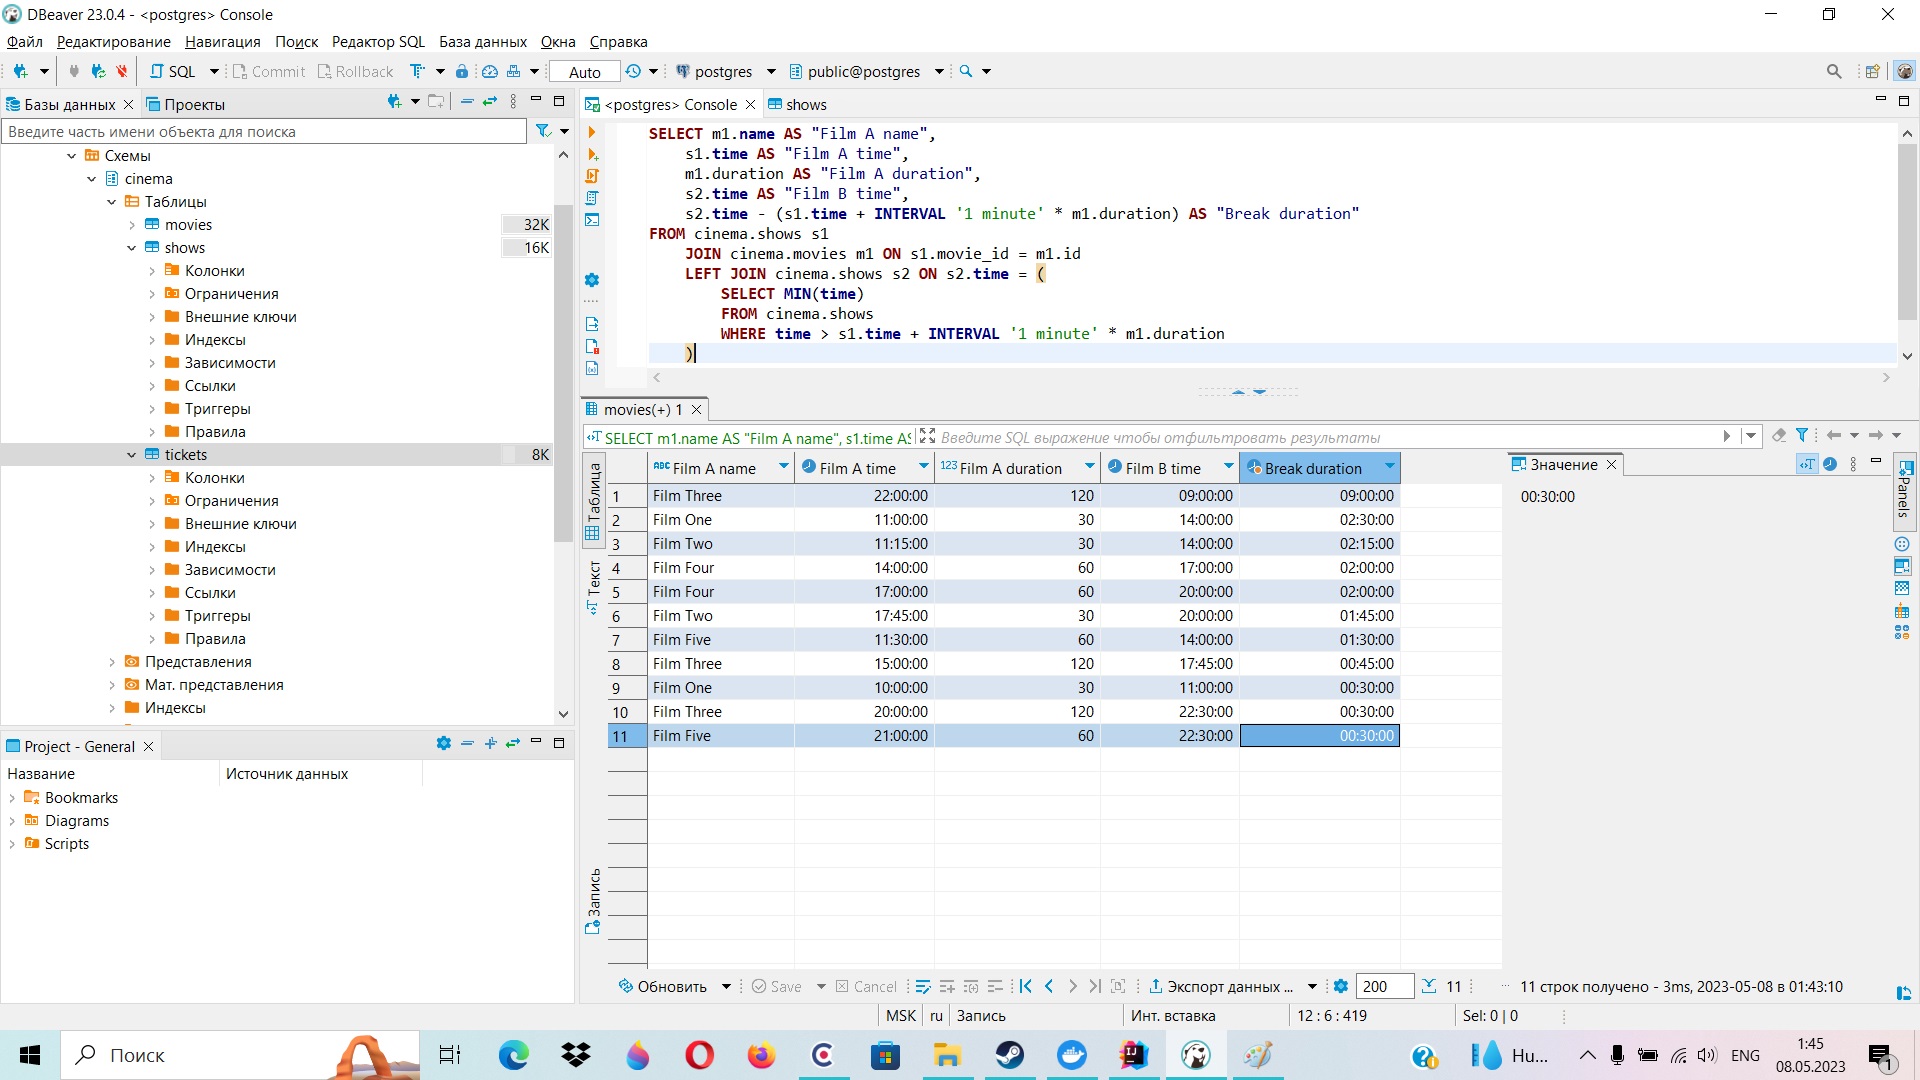 DBeaver 23.0.4 - <postgres> Console
Файл Редактирование Навигация Поиск Редактор SQL База данных Окна Справка
SQL Commit Rollback Auto postgres public@postgres
Базы данных Проекты
Введите часть имени объекта для поиска
Схемы
cinema
Таблицы
movies 32K
shows 16K
Колонки
Ограничения
Внешние ключи
Индексы
Зависимости
Ссылки
Триггеры
Правила
tickets 8K
Колонки
Ограничения
Внешние ключи
Индексы
Зависимости
Ссылки
Триггеры
Правила
Представления
Мат. представления
Индексы
Project - General
Название Источник данных
Bookmarks
Diagrams
Scripts
<postgres> Console shows
SELECT m1.name AS "Film A name",
s1.time AS "Film A time",
m1.duration AS "Film A duration",
s2.time AS "Film B time",
s2.time - (s1.time + INTERVAL '1 minute' * m1.duration) AS "Break duration"
FROM cinema.shows s1
JOIN cinema.movies m1 ON s1.movie_id = m1.id
LEFT JOIN cinema.shows s2 ON s2.time = (
SELECT MIN(time)
FROM cinema.shows
WHERE time > s1.time + INTERVAL '1 minute' * m1.duration
)
movies(+) 1
SELECT m1.name AS "Film A name", s1.time AS Введите SQL выражение чтобы отфильтровать результаты
Таблица
Текст
Запись
ABC Film A name Film A time 123 Film A duration Film B time Break duration
1 Film Three 22:00:00 120 09:00:00 09:00:00
2 Film One 11:00:00 30 14:00:00 02:30:00
3 Film Two 11:15:00 30 14:00:00 02:15:00
4 Film Four 14:00:00 60 17:00:00 02:00:00
5 Film Four 17:00:00 60 20:00:00 02:00:00
6 Film Two 17:45:00 30 20:00:00 01:45:00
7 Film Five 11:30:00 60 14:00:00 01:30:00
8 Film Three 15:00:00 120 17:45:00 00:45:00
9 Film One 10:00:00 30 11:00:00 00:30:00
10 Film Three 20:00:00 120 22:30:00 00:30:00
11 Film Five 21:00:00 60 22:30:00 00:30:00
Значение
00:30:00
Panels
Обновить Save Cancel Экспорт данных ... 200 11 11 строк получено - 3ms, 2023-05-08 в 01:43:10
MSK ru Запись Инт. вставка 12 : 6 : 419 Sel: 0 | 0
Поиск Hu... ENG 1:45
08.05.2023 1